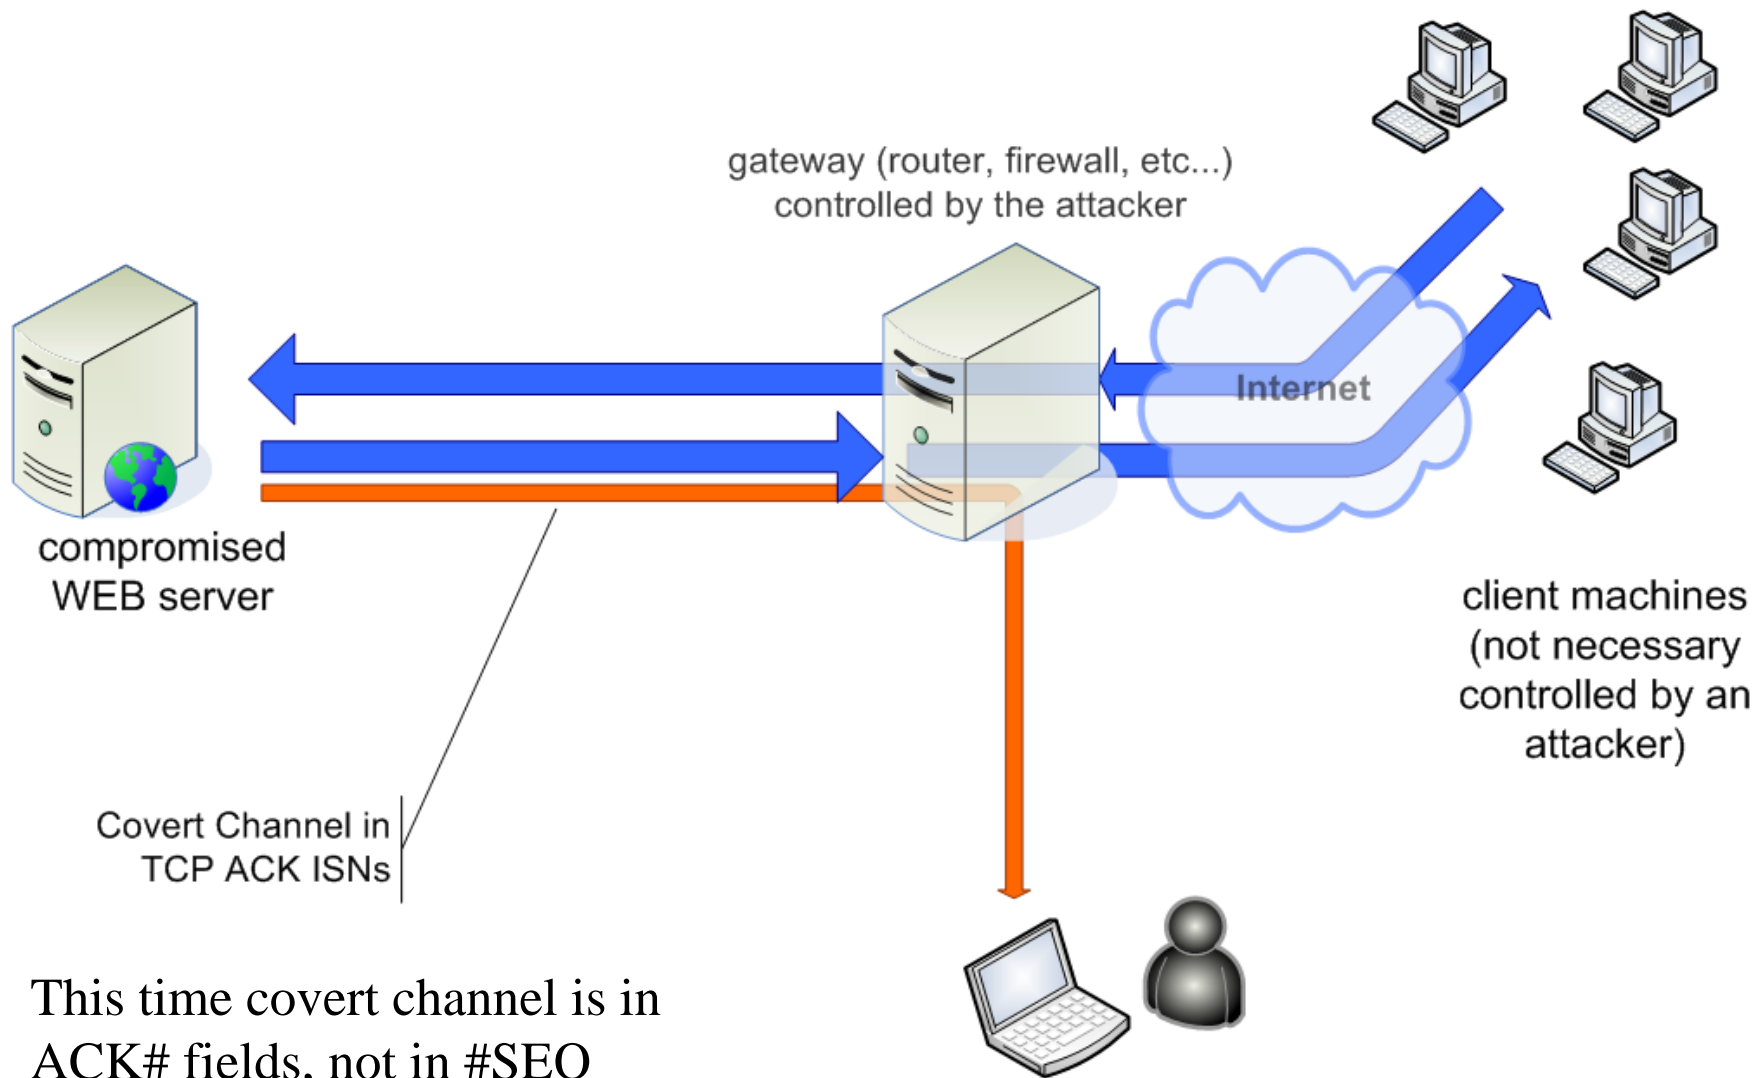 gateway (router, firewall, etc...)
controlled by the attacker
Internet
compromised
WEB server
client machines
(not necessary
controlled by an
attacker)
Covert Channel in
TCP ACK ISNs
This time covert channel is in
ACK# fields, not in #SEQ